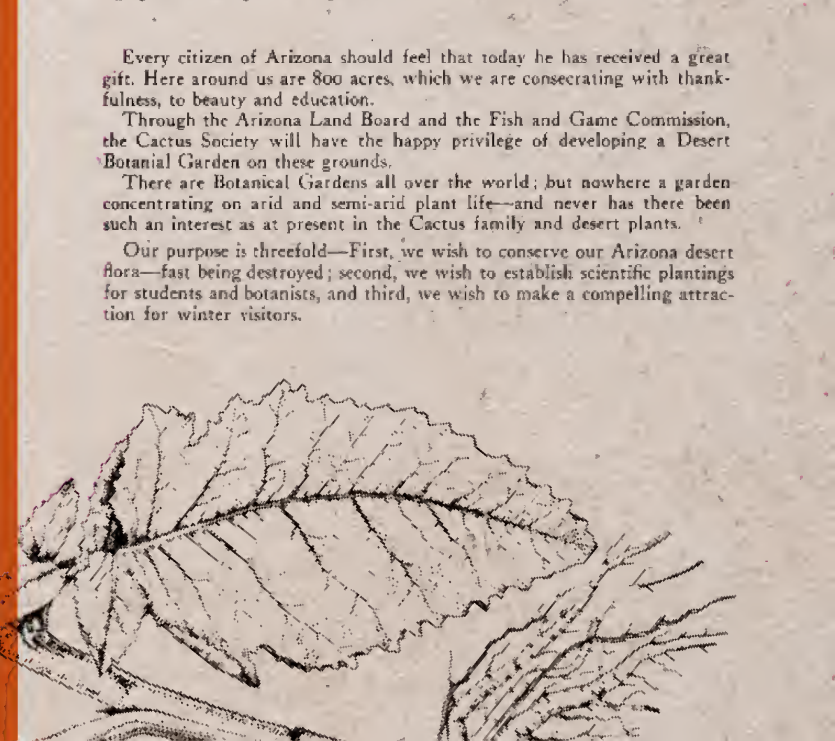 Every citizen of Arizona should feel that today he has received a great
gift. Here around us are 800 acres, which we are consecrating with thank-
fulness, to beauty and education.
Through the Arizona Land Board and the Fish and Game Commission,
the Cactus Society will have the happy privilege of developing a Desert
Botanial Garden on these grounds.
There are Botanical Gardens all over the world; but nowhere a garden
concentrating on arid and semi-arid plant life—and never has there been
such an interest as at present in the Cactus family and desert plants.
Our purpose is threefold—First, we wish to conserve our Arizona desert
flora—fast being destroyed; second, we wish to establish scientific plantings
for students and botanists, and third, we wish to make a compelling attrac-
tion for winter visitors.